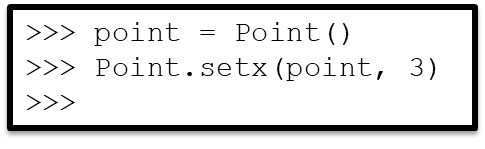 >>> point = Point()
>>> Point.setx(point, 3)
>>>